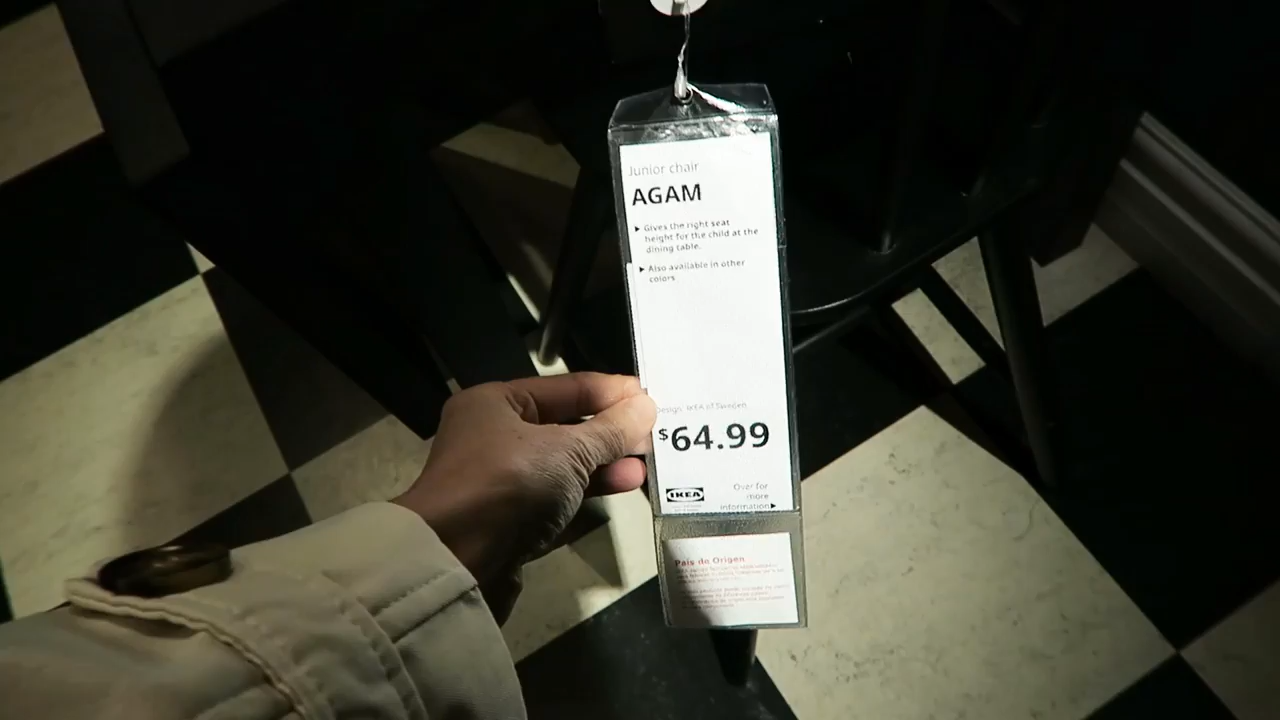 Junior chair
AGAM
▶ Gives the right seat
height for the child at the
dining table.
▶ Also available in other
colors
Design: IKEA of Sweden
$64.99
IKEA
Over for
more
information▶
País de Origen